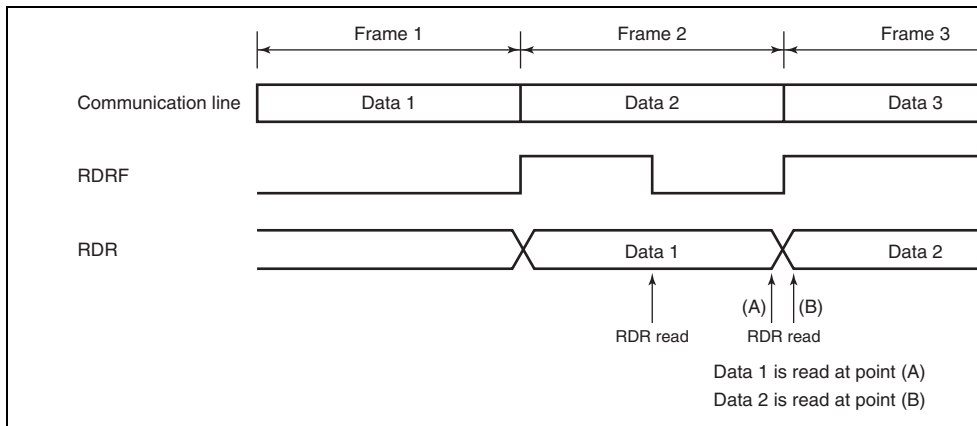 Frame 1 Frame 2 Frame 3
Communication line Data 1 Data 2 Data 3
RDRF
RDR Data 1 Data 2
(A) (B)
RDR read RDR read
Data 1 is read at point (A)
Data 2 is read at point (B)